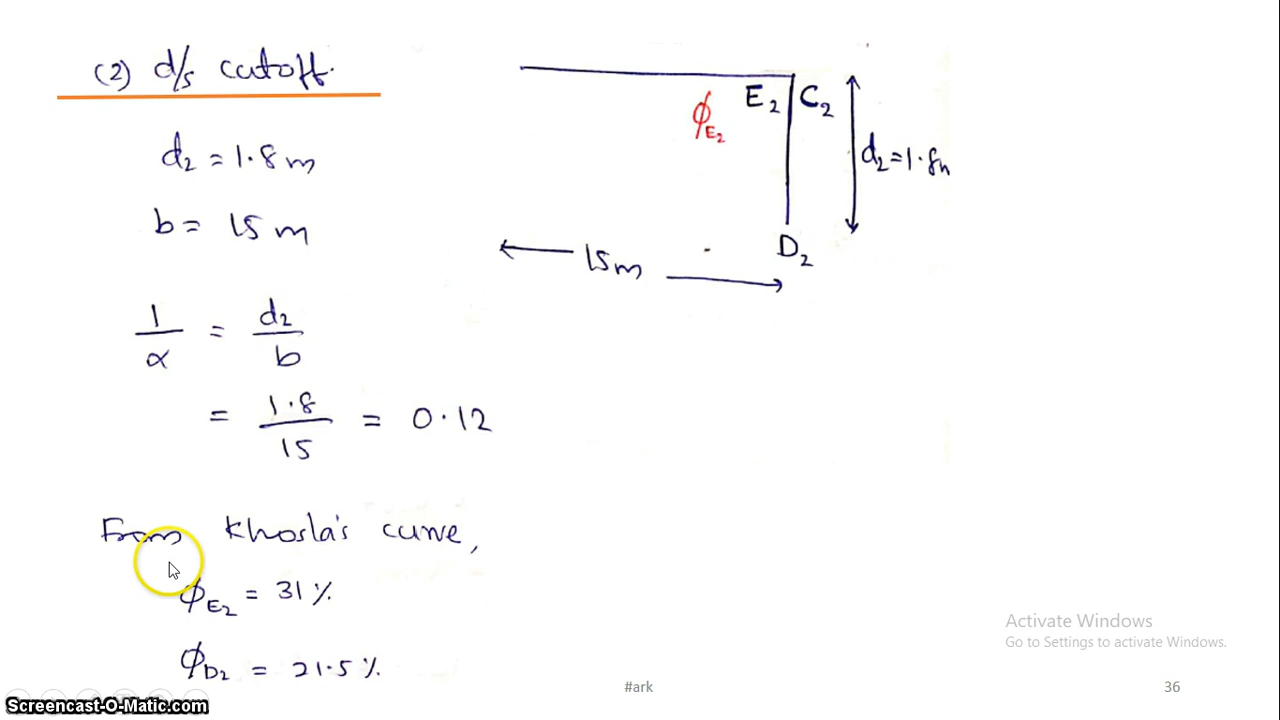 (2) d/s cutoff.
d₂ = 1.8 m
b = 15 m
1/α = d₂/b
= 1.8/15 = 0.12
From Khosla's curve,
ϕE₂ = 31 %
ϕD₂ = 21.5 %
ϕE₂ E₂ C₂
d₂ = 1.8m
D₂
15m
Activate Windows
Go to Settings to activate Windows.
#ark
36
Screencast-O-Matic.com